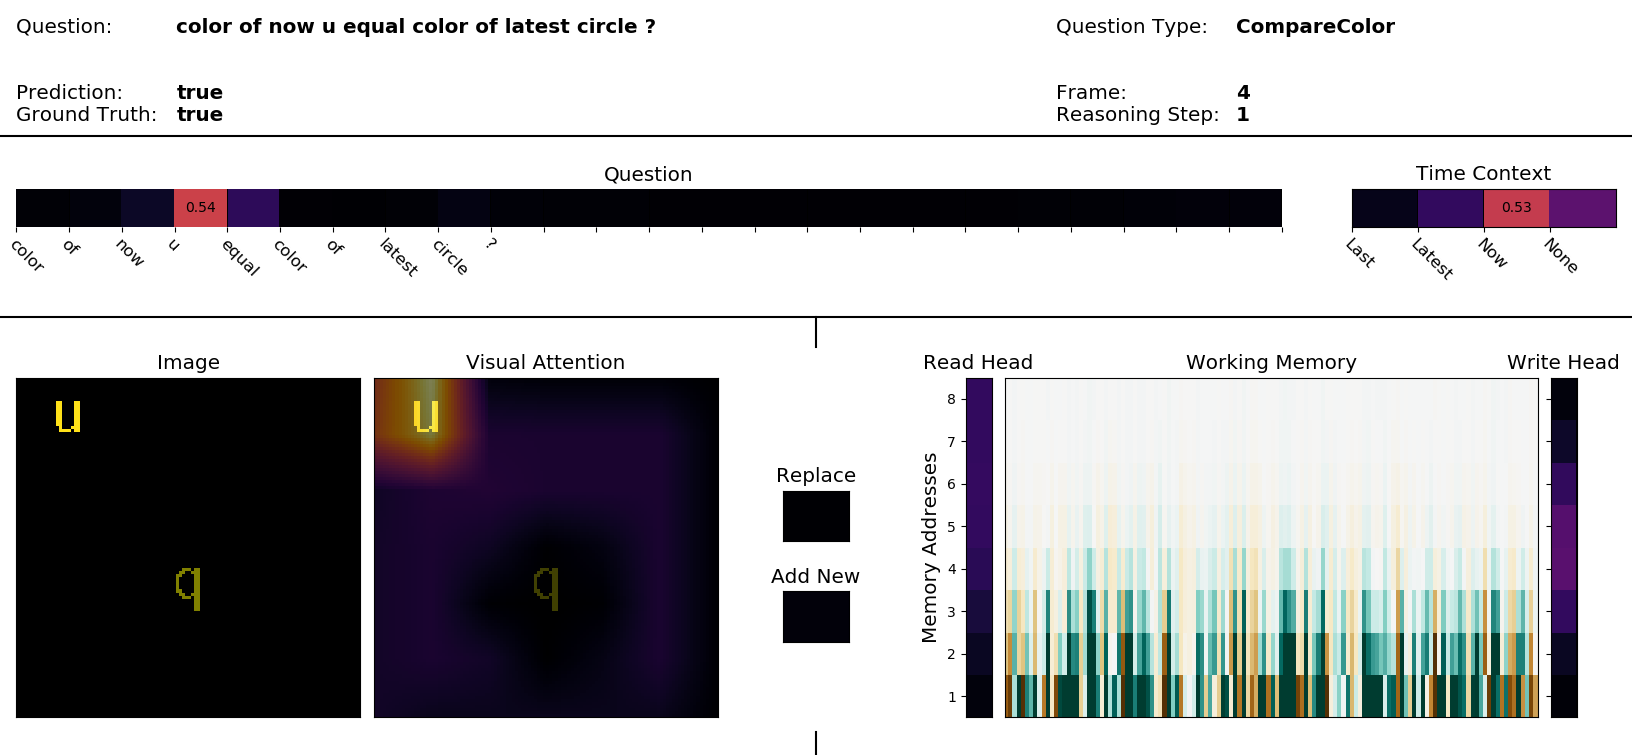 Question: color of now u equal color of latest circle ? Question Type: CompareColor
Prediction: true Frame: 4
Ground Truth: true Reasoning Step: 1
Question Time Context
0.54 0.53
color of now u equal color of latest circle ? Last Latest Now None
Image Visual Attention Read Head Working Memory Write Head
u u
q q
Replace
Add New
Memory Addresses
8
7
6
5
4
3
2
1